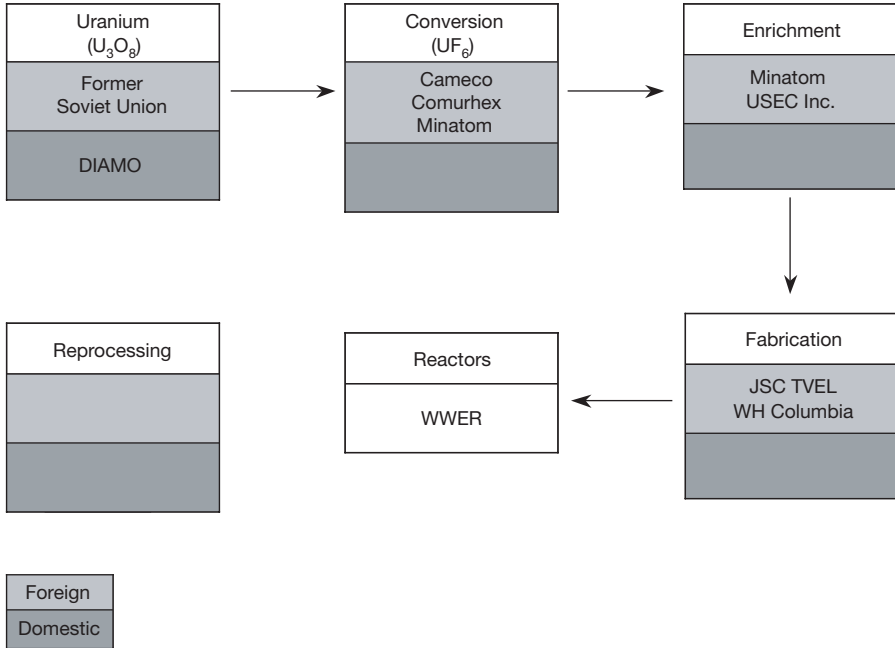 Uranium
(U₃O₈)
Former
Soviet Union
DIAMO
Conversion
(UF₆)
Cameco
Comurhex
Minatom
Enrichment
Minatom
USEC Inc.
Reprocessing
Reactors
WWER
Fabrication
JSC TVEL
WH Columbia
Foreign
Domestic